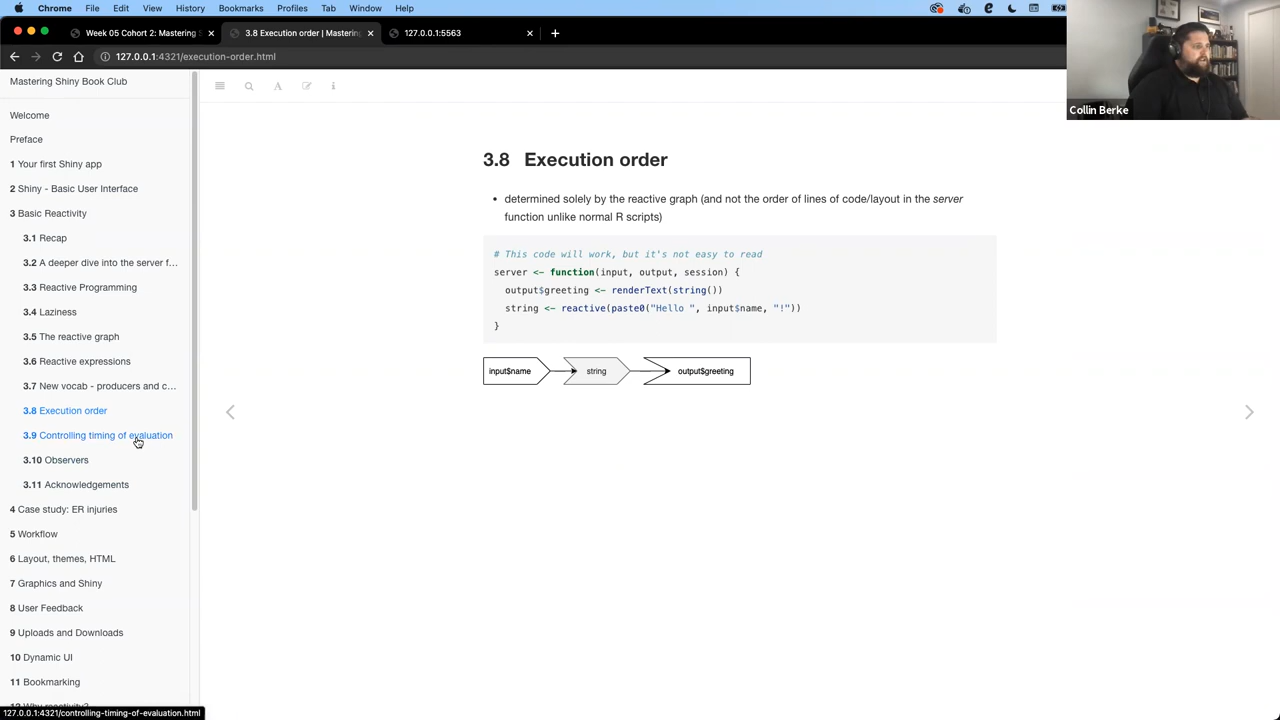 Chrome File Edit View History Bookmarks Profiles Tab Window Help
Week 05 Cohort 2: Mastering S
3.8 Execution order | Mastering
127.0.0.1:5563
127.0.0.1:4321/execution-order.html
Mastering Shiny Book Club
Welcome
Preface
1 Your first Shiny app
2 Shiny - Basic User Interface
3 Basic Reactivity
3.1 Recap
3.2 A deeper dive into the server f...
3.3 Reactive Programming
3.4 Laziness
3.5 The reactive graph
3.6 Reactive expressions
3.7 New vocab - producers and c...
3.8 Execution order
3.9 Controlling timing of evaluation
3.10 Observers
3.11 Acknowledgements
4 Case study: ER injuries
5 Workflow
6 Layout, themes, HTML
7 Graphics and Shiny
8 User Feedback
9 Uploads and Downloads
10 Dynamic UI
11 Bookmarking
127.0.0.1:4321/controlling-timing-of-evaluation.html
3.8 Execution order
• determined solely by the reactive graph (and not the order of lines of code/layout in the server
function unlike normal R scripts)
# This code will work, but it's not easy to read
server <- function(input, output, session) {
output$greeting <- renderText(string())
string <- reactive(paste0("Hello ", input$name, "!"))
}
input$name string output$greeting
Collin Berke